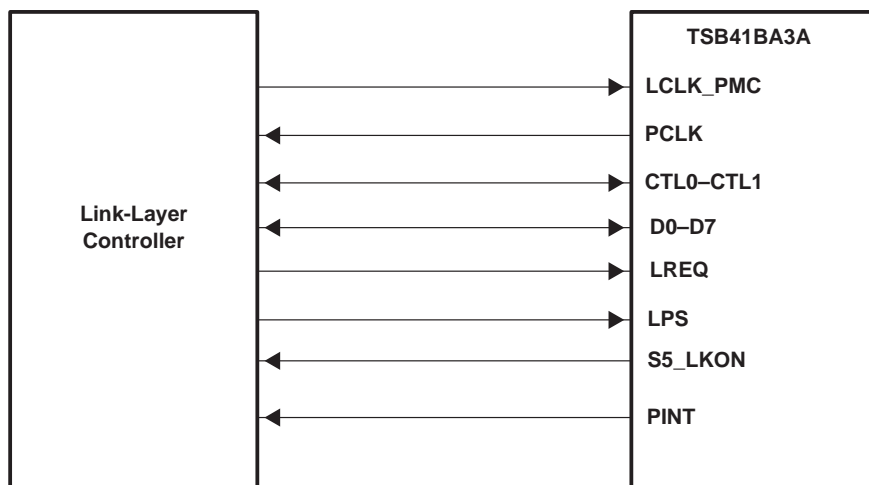 TSB41BA3A
LCLK_PMC
PCLK
CTL0–CTL1
Link-Layer
Controller
D0–D7
LREQ
LPS
S5_LKON
PINT